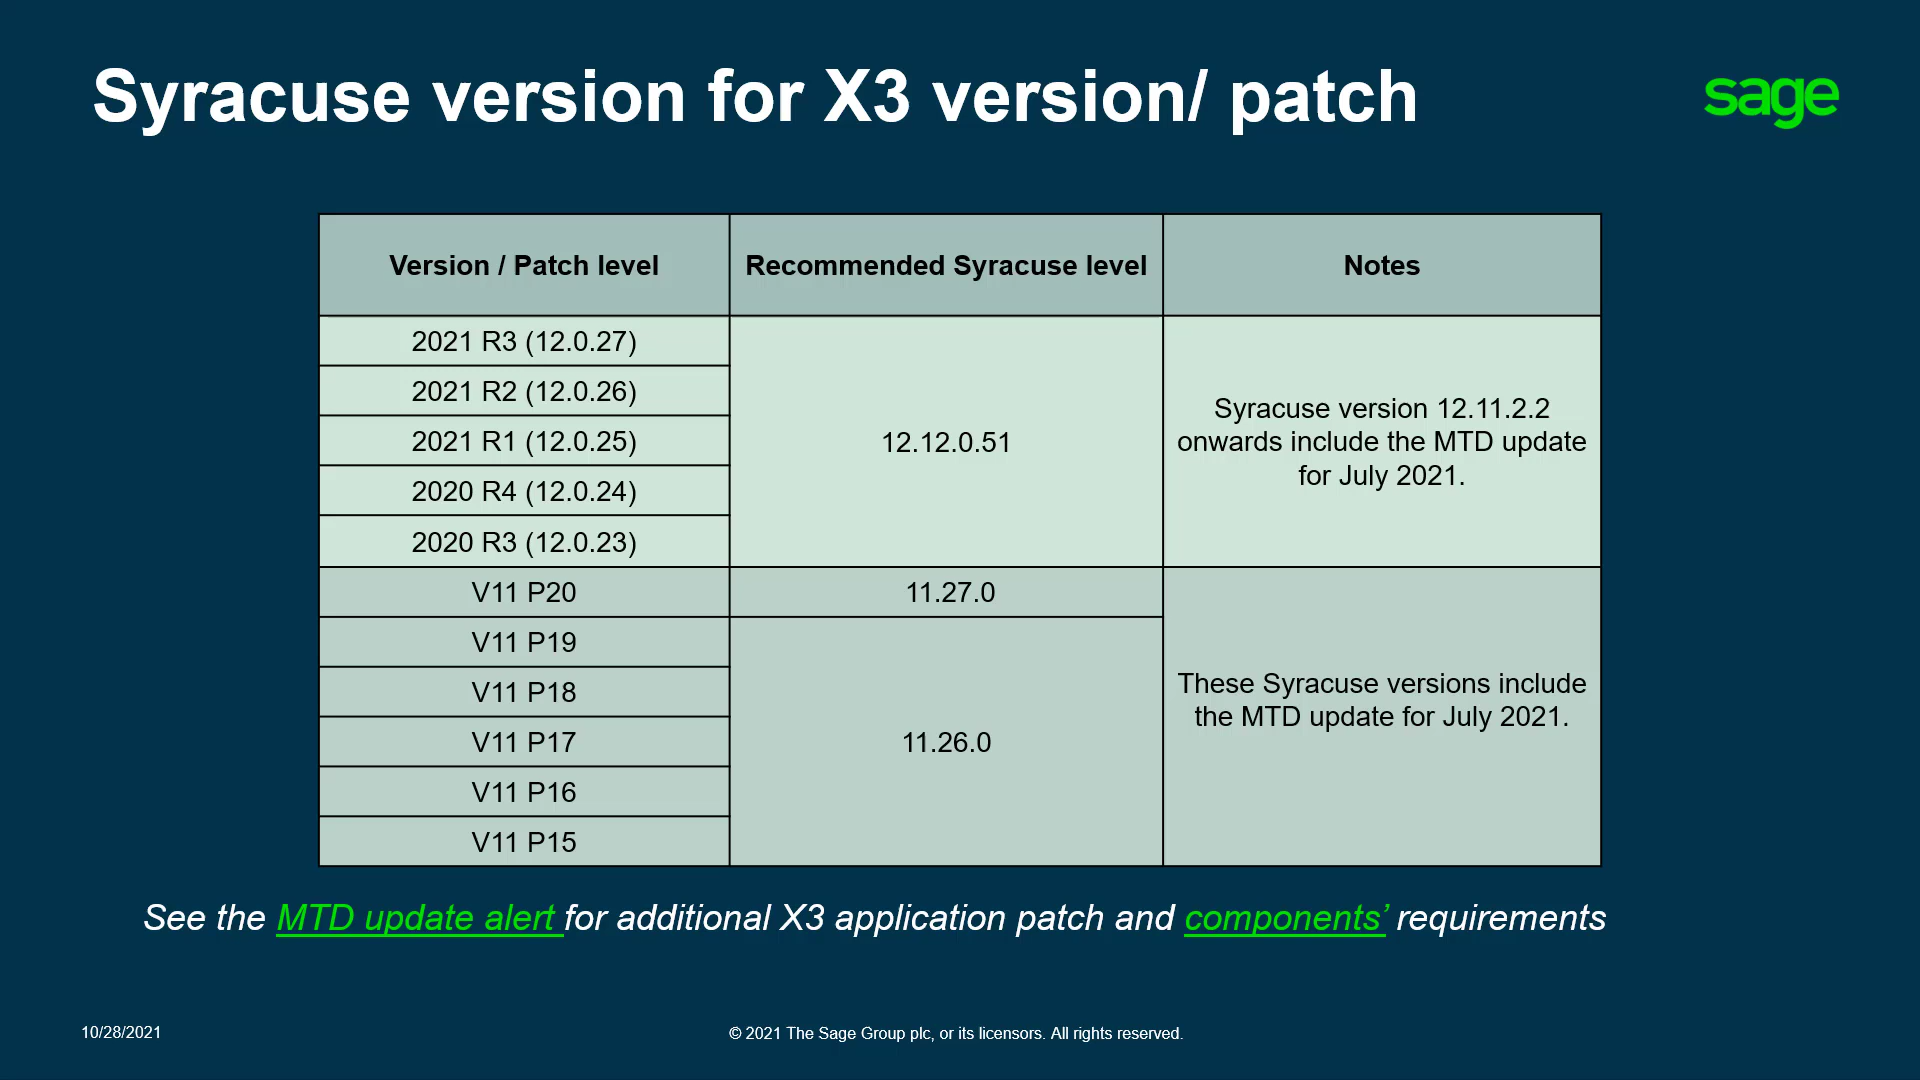 Syracuse version for X3 version/ patch
sage
Version / Patch level
Recommended Syracuse level
Notes
2021 R3 (12.0.27)
2021 R2 (12.0.26)
2021 R1 (12.0.25)
2020 R4 (12.0.24)
2020 R3 (12.0.23)
12.12.0.51
Syracuse version 12.11.2.2
onwards include the MTD update
for July 2021.
V11 P20
11.27.0
V11 P19
V11 P18
V11 P17
V11 P16
V11 P15
11.26.0
These Syracuse versions include
the MTD update for July 2021.
See the MTD update alert for additional X3 application patch and components’ requirements
10/28/2021
© 2021 The Sage Group plc, or its licensors. All rights reserved.